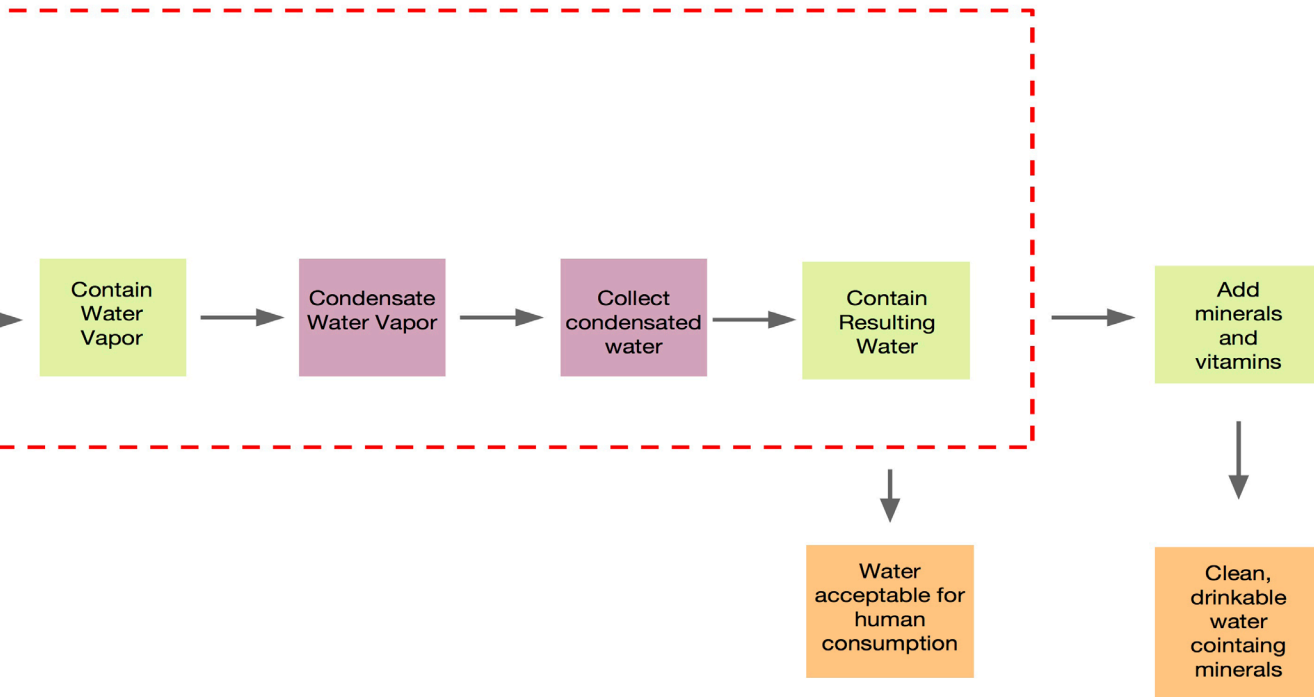 Contain
Water
Vapor
Condensate
Water Vapor
Collect
condensated
water
Contain
Resulting
Water
Add
minerals
and
vitamins
Water
acceptable for
human
consumption
Clean,
drinkable
water
cointaing
minerals